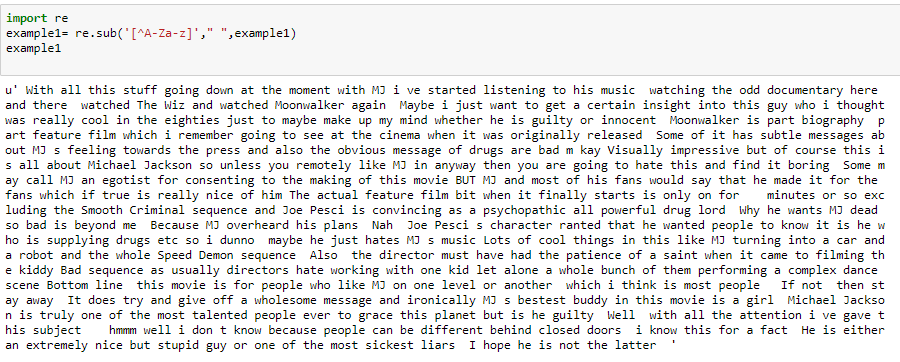 import re
example1= re.sub('[^A-Za-z]'," ",example1)
example1
u' With all this stuff going down at the moment with MJ i ve started listening to his music  watching the odd documentary here
and there  watched The Wiz and watched Moonwalker again  Maybe i just want to get a certain insight into this guy who i thought
was really cool in the eighties just to maybe make up my mind whether he is guilty or innocent  Moonwalker is part biography  p
art feature film which i remember going to see at the cinema when it was originally released  Some of it has subtle messages ab
out MJ s feeling towards the press and also the obvious message of drugs are bad m kay Visually impressive but of course this i
s all about Michael Jackson so unless you remotely like MJ in anyway then you are going to hate this and find it boring  Some m
ay call MJ an egotist for consenting to the making of this movie BUT MJ and most of his fans would say that he made it for the
fans which if true is really nice of him The actual feature film bit when it finally starts is only on for    minutes or so exc
luding the Smooth Criminal sequence and Joe Pesci is convincing as a psychopathic all powerful drug lord  Why he wants MJ dead
so bad is beyond me  Because MJ overheard his plans  Nah  Joe Pesci s character ranted that he wanted people to know it is he w
ho is supplying drugs etc so i dunno  maybe he just hates MJ s music Lots of cool things in this like MJ turning into a car and
a robot and the whole Speed Demon sequence  Also  the director must have had the patience of a saint when it came to filming th
e kiddy Bad sequence as usually directors hate working with one kid let alone a whole bunch of them performing a complex dance
scene Bottom line  this movie is for people who like MJ on one level or another  which i think is most people   If not  then st
ay away  It does try and give off a wholesome message and ironically MJ s bestest buddy in this movie is a girl  Michael Jackso
n is truly one of the most talented people ever to grace this planet but is he guilty  Well  with all the attention i ve gave t
his subject    hmmm well i don t know because people can be different behind closed doors  i know this for a fact  He is either
an extremely nice but stupid guy or one of the most sickest liars  I hope he is not the latter  '